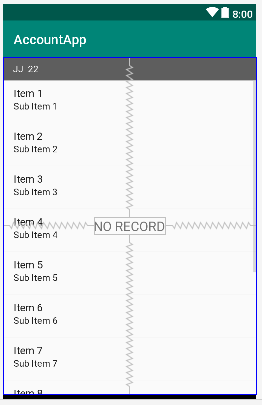 8:00
AccountApp
JJ 22
Item 1
Sub Item 1
Item 2
Sub Item 2
Item 3
Sub Item 3
Item 4
NO RECORD
Sub Item 4
Item 5
Sub Item 5
Item 6
Sub Item 6
Item 7
Sub Item 7
Item 8